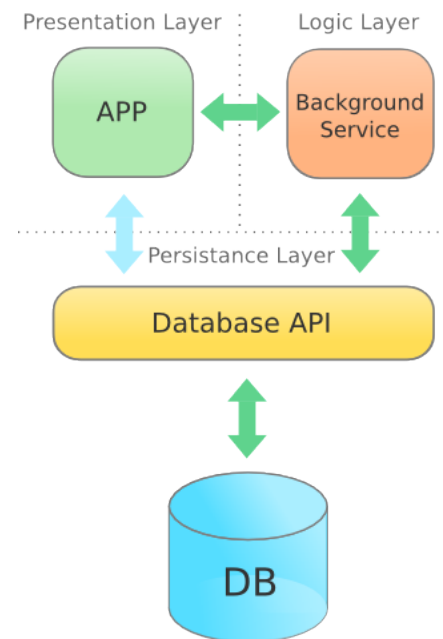 Presentation Layer
Logic Layer
APP
Background
Service
Persistance Layer
Database API
DB